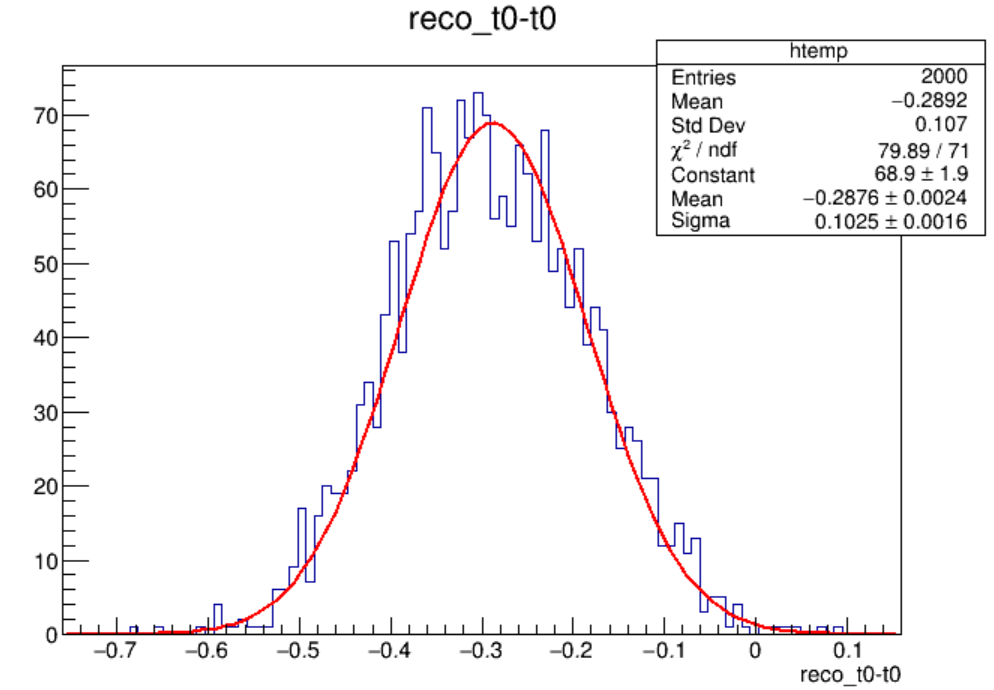 reco_t0-t0
htemp
Entries 2000
Mean −0.2892
Std Dev 0.107
χ² / ndf 79.89 / 71
Constant 68.9 ± 1.9
Mean −0.2876 ± 0.0024
Sigma 0.1025 ± 0.0016
70
60
50
40
30
20
10
0
−0.7 −0.6 −0.5 −0.4 −0.3 −0.2 −0.1 0 0.1
reco_t0-t0